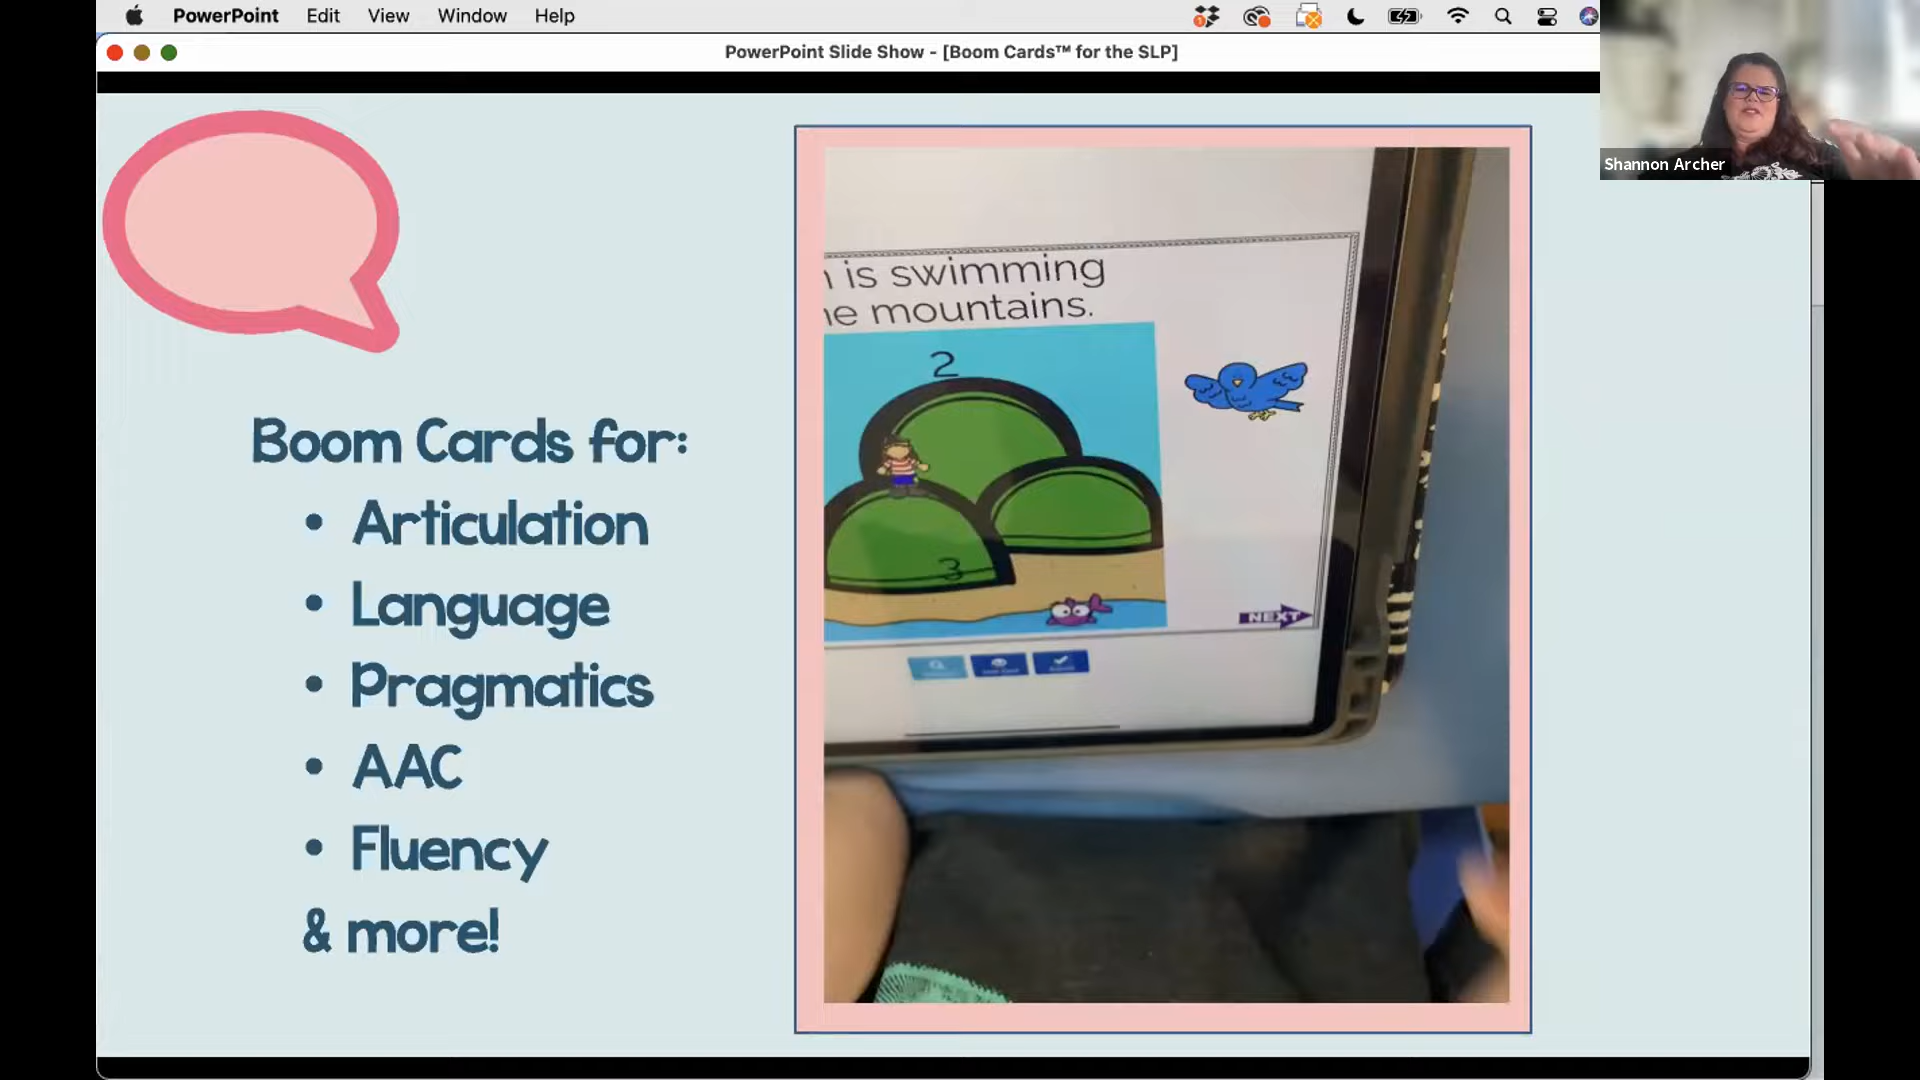 PowerPoint Edit View Window Help
PowerPoint Slide Show - [Boom Cards™ for the SLP]
Shannon Archer
Boom Cards for:
• Articulation
• Language
• Pragmatics
• AAC
• Fluency
& more!
is swimming
mountains.
2
3
NEXT